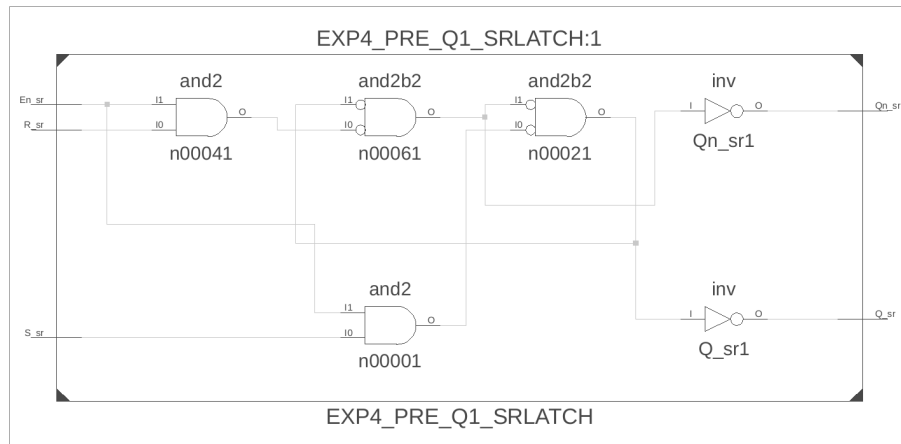 EXP4_PRE_Q1_SRLATCH:1
and2
and2b2
and2b2
inv
En_sr
I1
I1
I1
I
O
Qn_sr
O
O
O
R_sr
I0
I0
I0
Qn_sr1
n00041
n00061
n00021
and2
inv
I1
O
I
O
Q_sr
S_sr
I0
Q_sr1
n00001
EXP4_PRE_Q1_SRLATCH